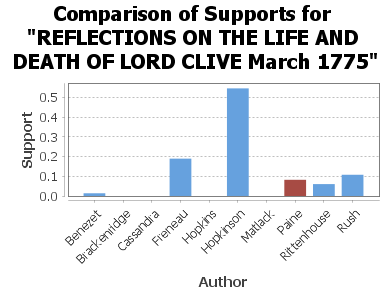 Comparison of Supports for
"REFLECTIONS ON THE LIFE AND
DEATH OF LORD CLIVE March 1775"
Support
0.5
0.4
0.3
0.2
0.1
0.0
Benezet
Brackenridge
Cassandra
Freneau
Hopkins
Hopkinson
Matlack
Paine
Rittenhouse
Rush
Author